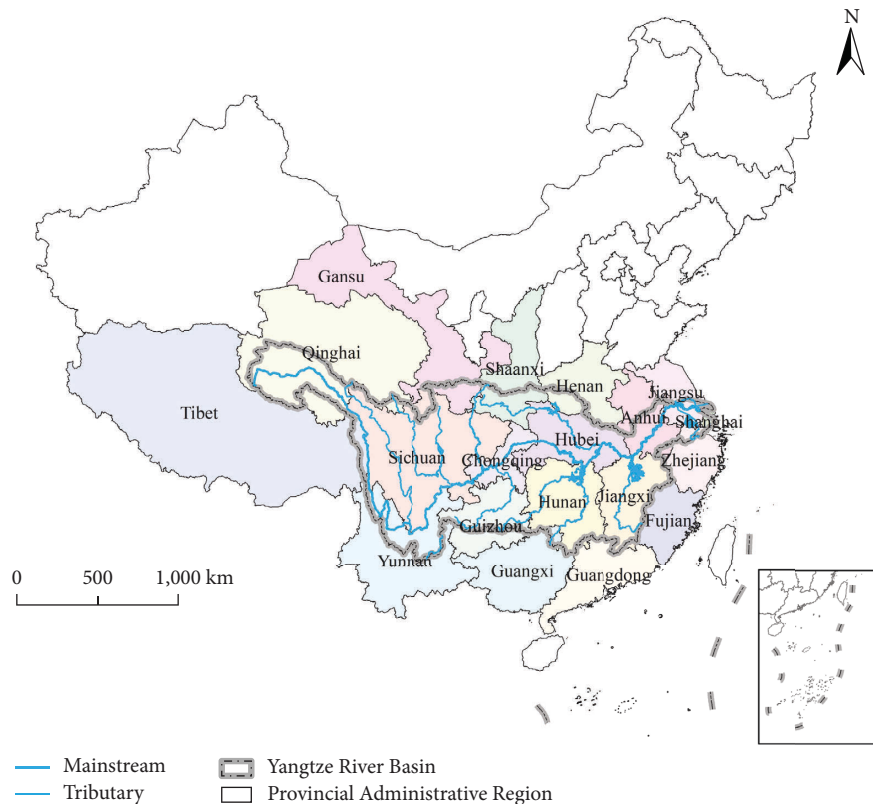 N
Gansu
Qinghai
Shaanxi
Henan
Jiangsu
Tibet
Anhui
Shanghai
Hubei
Sichuan
Chongqing
Zhejiang
Hunan
Jiangxi
Guizhou
Fujian
Yunnan
Guangxi
Guangdong
0 500 1,000 km
Mainstream
Yangtze River Basin
Tributary
Provincial Administrative Region